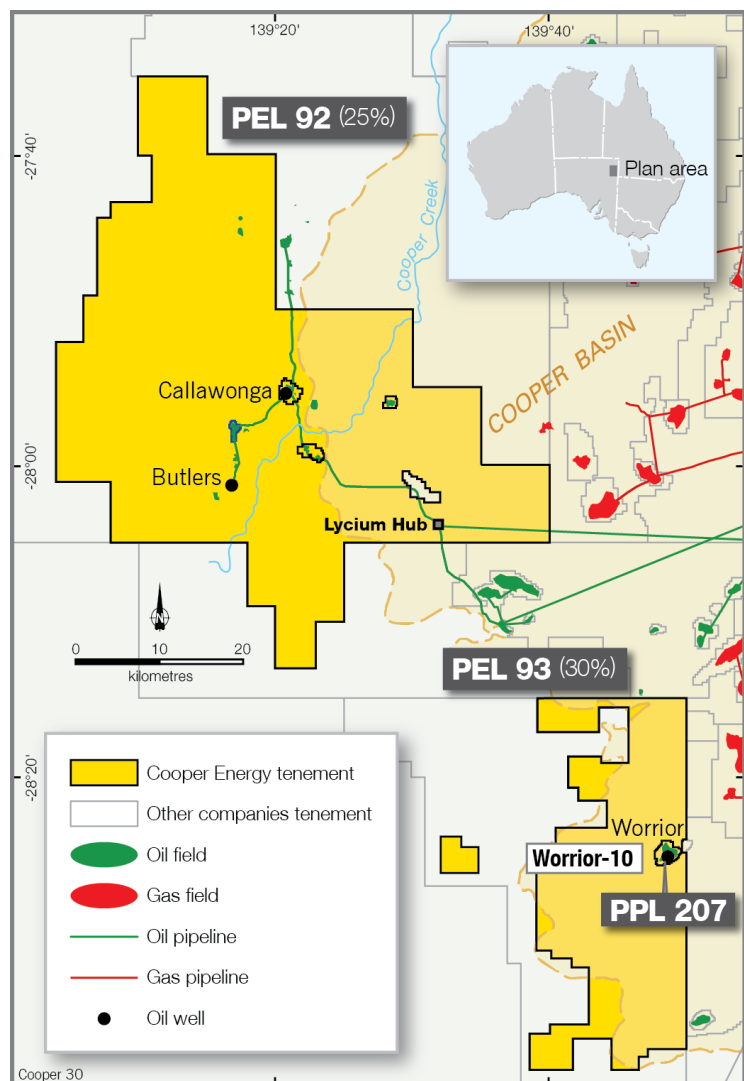 139°20'
139°40'
PEL 92 (25%)
Plan area
-27°40'
Cooper Creek
COOPER BASIN
Callawonga
-28°00'
Butlers
Lycium Hub
N
0 10 20
kilometres
PEL 93 (30%)
-28°20'
Cooper Energy tenement
Other companies tenement
Oil field
Gas field
Oil pipeline
Gas pipeline
Oil well
Worrior
Worrior-10
PPL 207
Cooper 30